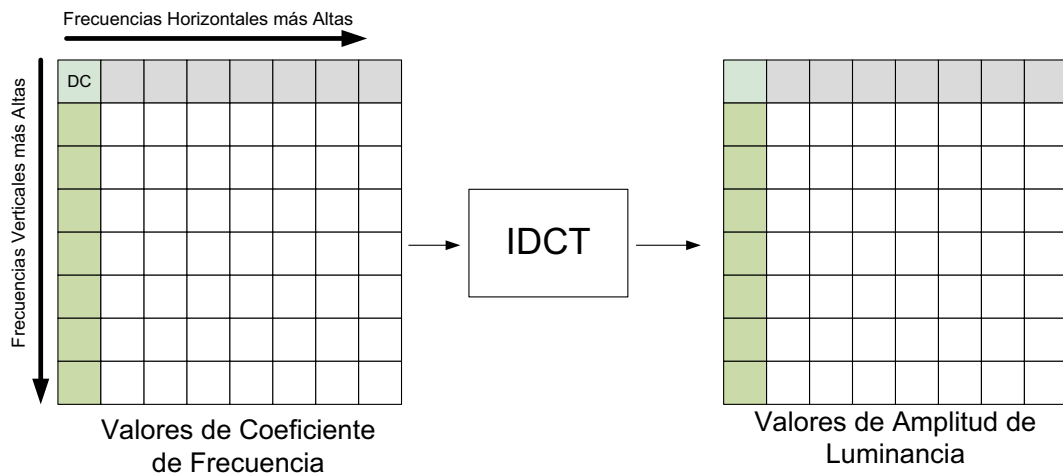 Frecuencias Horizontales más Altas
Frecuencias Verticales más Altas
DC
IDCT
Valores de Coeficiente
de Frecuencia
Valores de Amplitud de
Luminancia